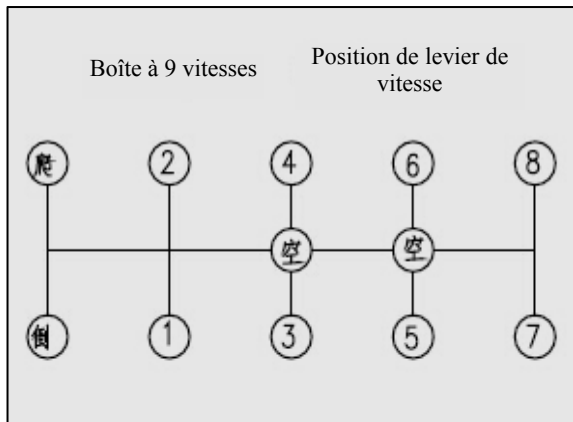 Boîte à 9 vitesses
Position de levier de
vitesse
爬 2 4 6 8
空 空
倒 1 3 5 7